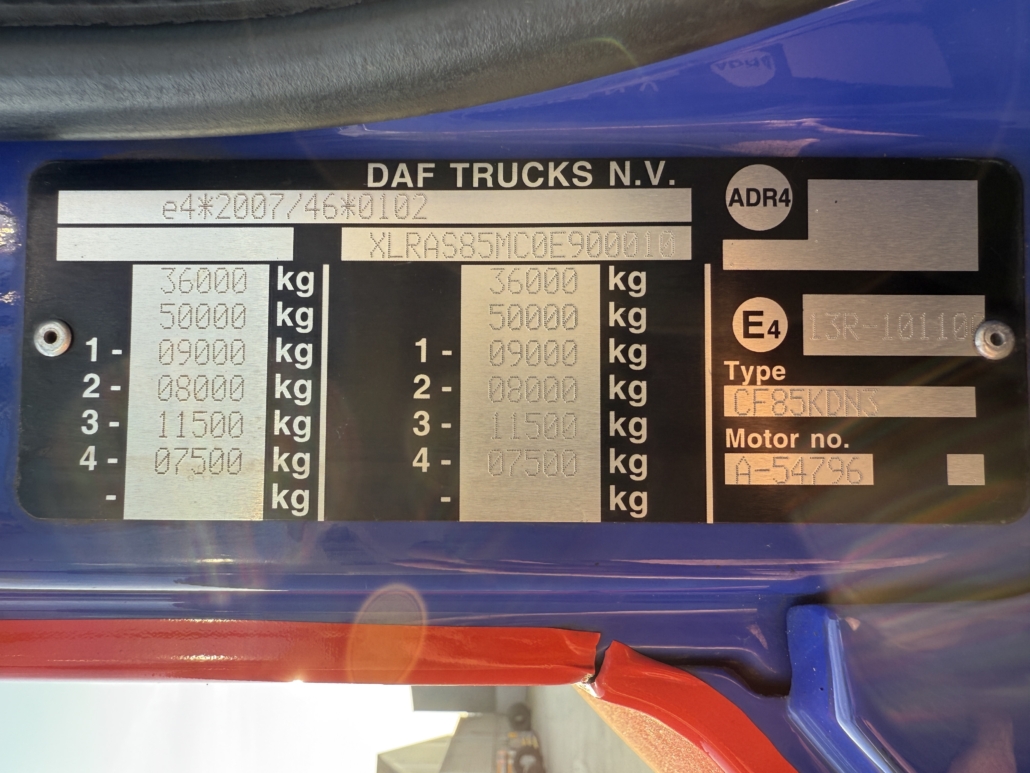 DAF TRUCKS N.V.
e4*2007/46*0102
XLRAS85MC0E900010
36000 kg 36000 kg
50000 kg 50000 kg
1 - 09000 kg 1 - 09000 kg
2 - 08000 kg 2 - 08000 kg
3 - 11500 kg 3 - 11500 kg
4 - 07500 kg 4 - 07500 kg
- kg - kg
ADR4
E4
Type
CF85KDN3
Motor no.
A-54796